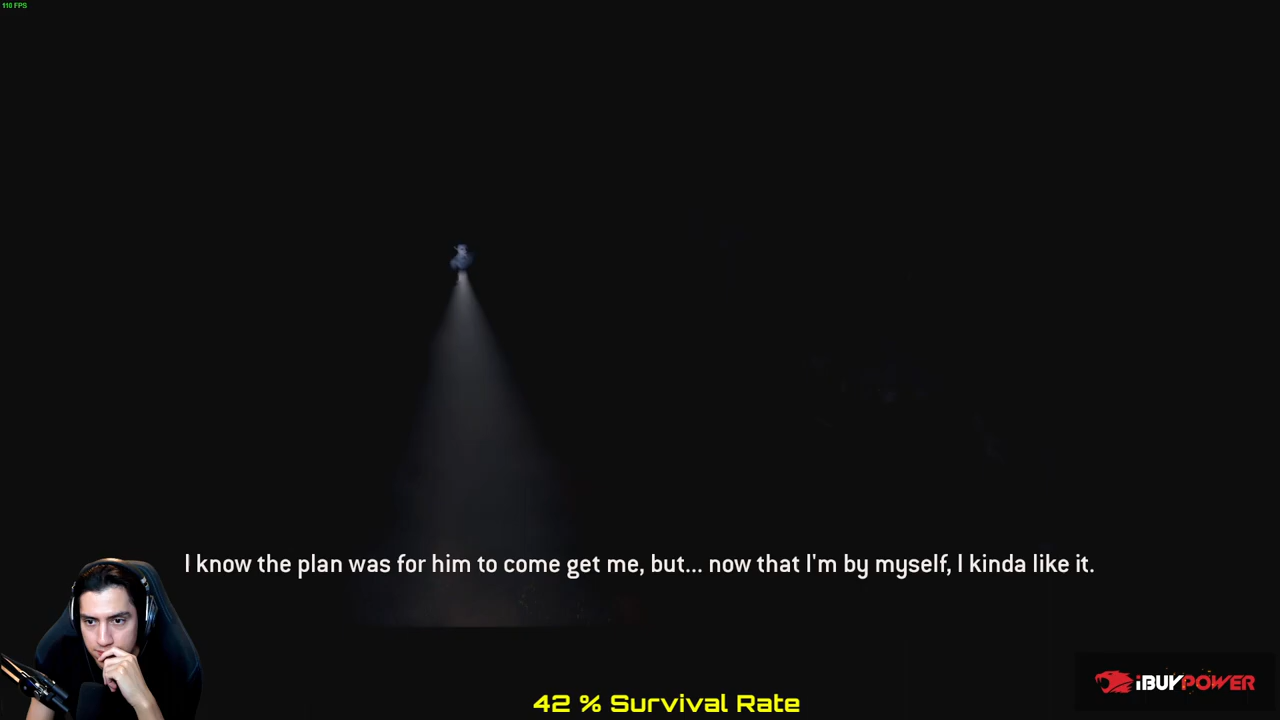 110 FPS
I know the plan was for him to come get me, but... now that I'm by myself, I kinda like it.
iBUYPOWER
42 % Survival Rate